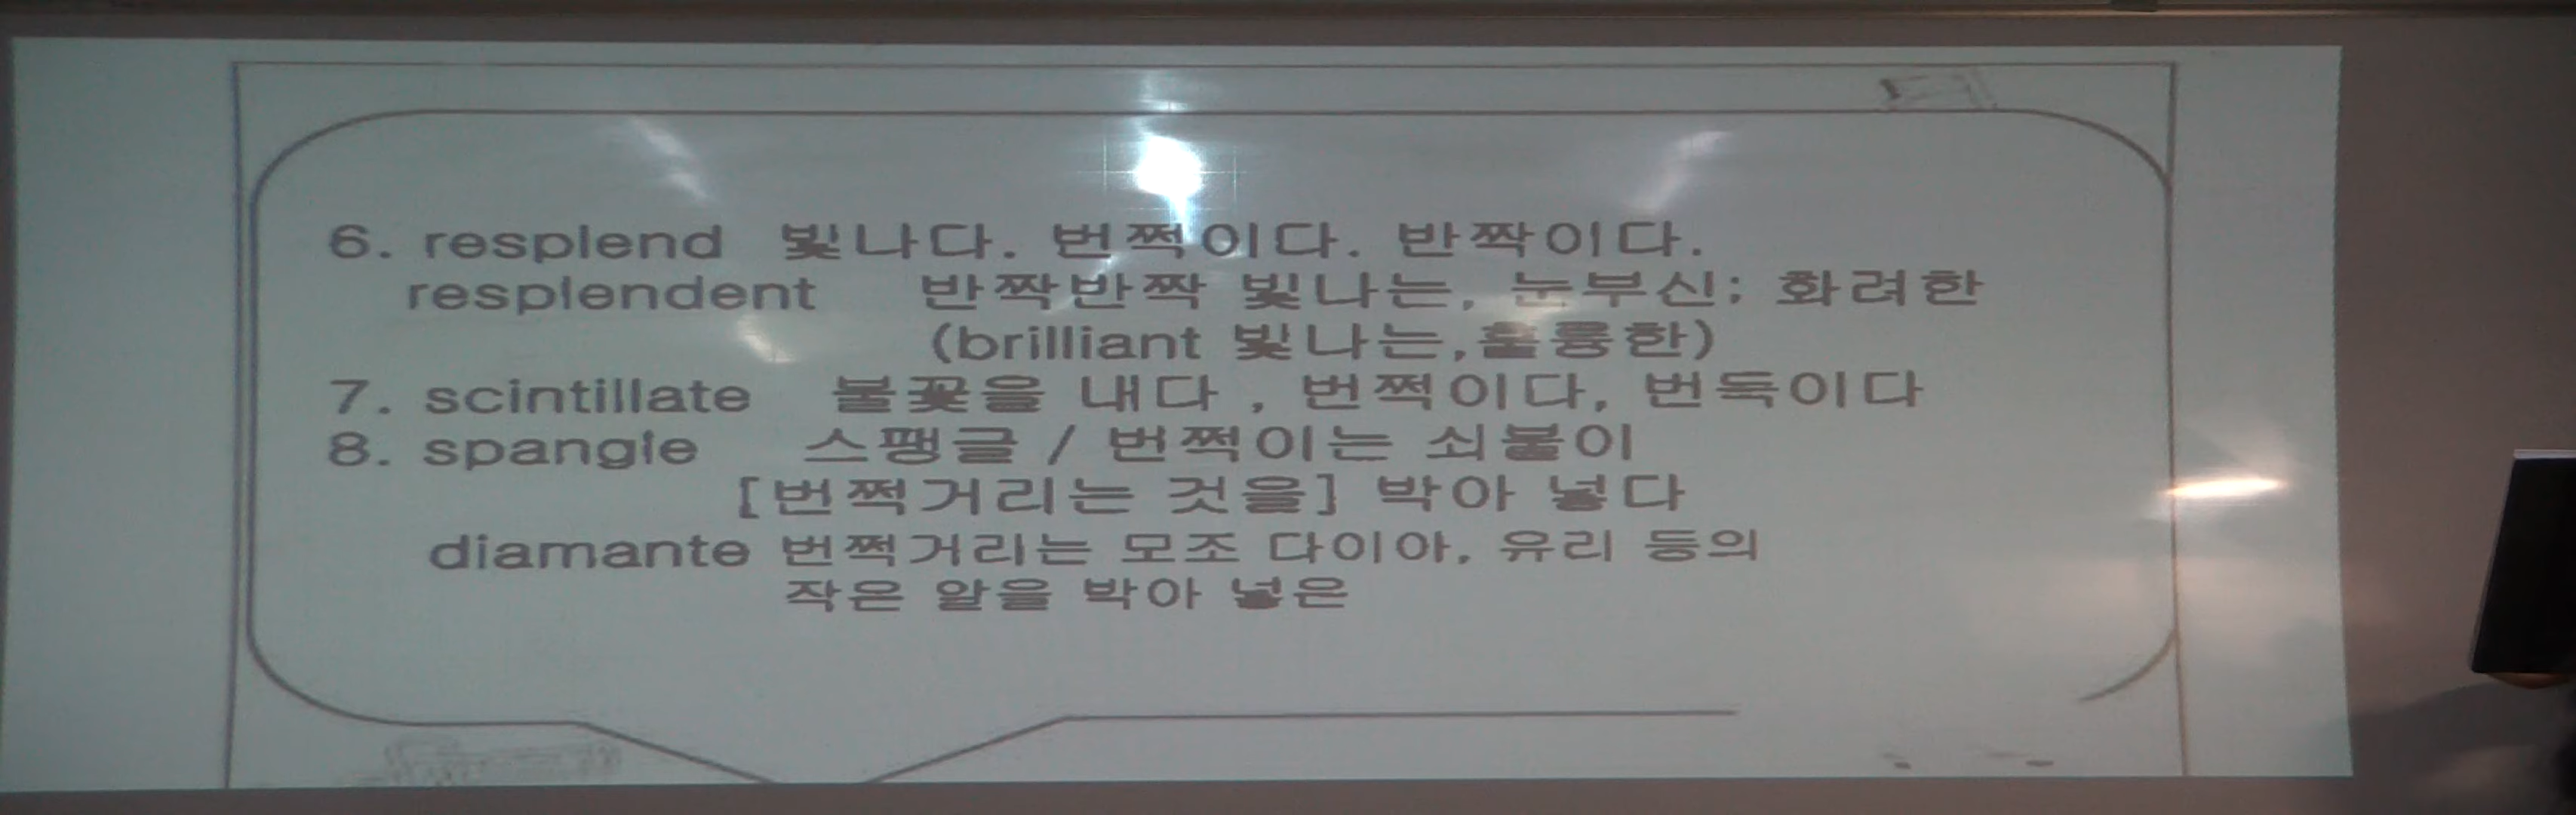 6. resplend 빛나다. 번쩍이다. 반짝이다.
resplendent 반짝반짝 빛나는, 눈부신; 화려한
(brilliant 빛나는,훌륭한)
7. scintillate 불꽃을 내다 , 번쩍이다, 번득이다
8. spangle 스팽글 / 번쩍이는 쇠붙이
[번쩍거리는 것을] 박아 넣다
diamante 번쩍거리는 모조 다이아, 유리 등의
작은 알을 박아 넣은